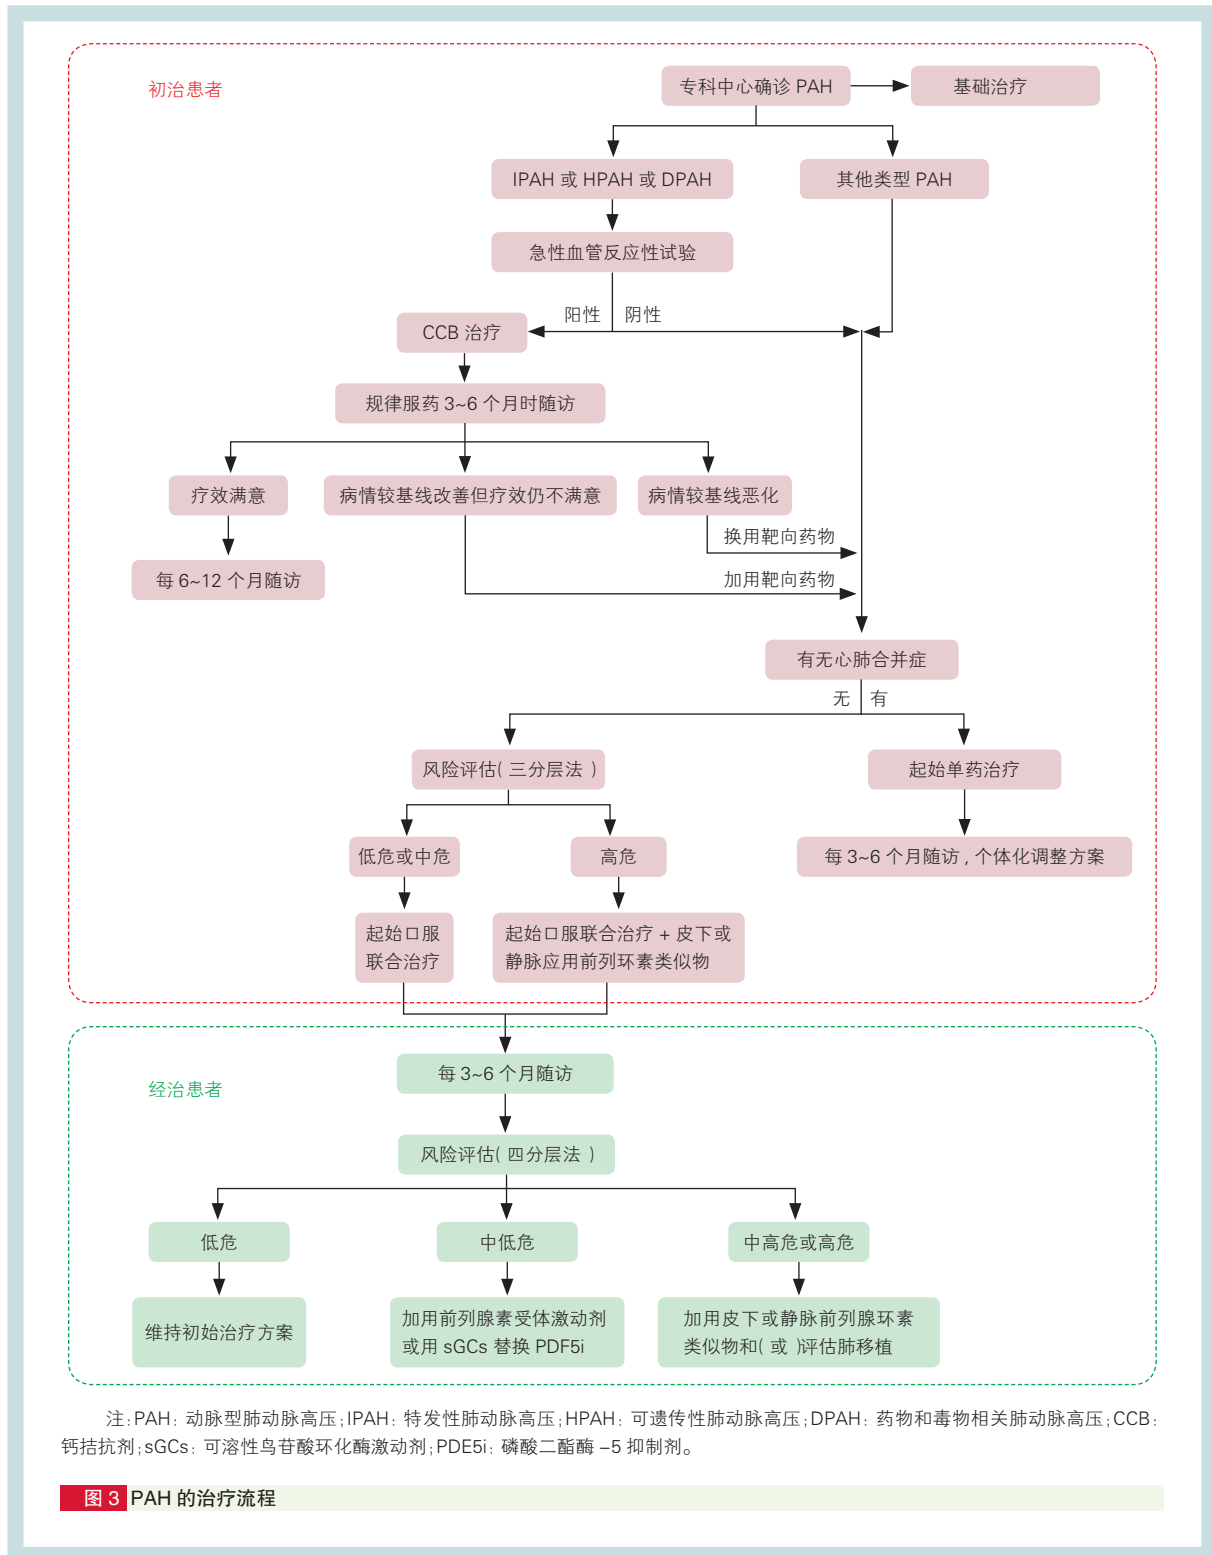 初治患者
专科中心确诊 PAH
基础治疗
IPAH 或 HPAH 或 DPAH
其他类型 PAH
急性血管反应性试验
阳性
阴性
CCB 治疗
规律服药 3~6 个月时随访
疗效满意
病情较基线改善但疗效仍不满意
病情较基线恶化
换用靶向药物
每 6~12 个月随访
加用靶向药物
有无心肺合并症
无
有
风险评估( 三分层法 )
起始单药治疗
低危或中危
高危
每 3~6 个月随访 , 个体化调整方案
起始口服
联合治疗
起始口服联合治疗 + 皮下或
静脉应用前列环素类似物
经治患者
每 3~6 个月随访
风险评估( 四分层法 )
低危
中低危
中高危或高危
维持初始治疗方案
加用前列腺素受体激动剂
或用 sGCs 替换 PDF5i
加用皮下或静脉前列腺环素
类似物和( 或 )评估肺移植
注:PAH: 动脉型肺动脉高压;IPAH: 特发性肺动脉高压;HPAH: 可遗传性肺动脉高压;DPAH: 药物和毒物相关肺动脉高压;CCB:
钙拮抗剂;sGCs: 可溶性鸟苷酸环化酶激动剂;PDE5i: 磷酸二酯酶 –5 抑制剂。
图 3 PAH 的治疗流程